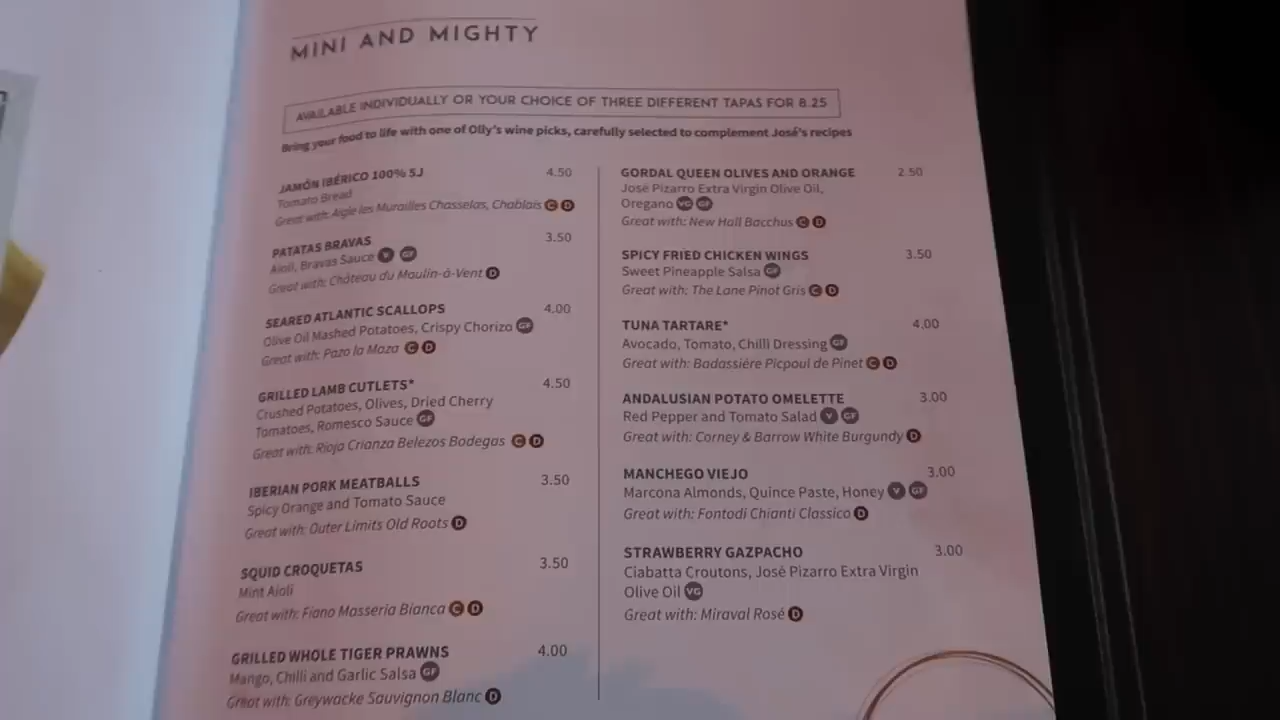 MINI AND MIGHTY
AVAILABLE INDIVIDUALLY OR YOUR CHOICE OF THREE DIFFERENT TAPAS FOR 8.25
Bring your food to life with one of Olly's wine picks, carefully selected to complement José's recipes
JAMÓN IBÉRICO 100% 5J 4.50
Tomato Bread
Great with: Aigle les Murailles Chasselas, Chablais C D
PATATAS BRAVAS 3.50
Aioli, Bravas Sauce V GF
Great with: Château du Moulin-à-Vent D
SEARED ATLANTIC SCALLOPS 4.00
Olive Oil Mashed Potatoes, Crispy Chorizo GF
Great with: Pazo la Maza C D
GRILLED LAMB CUTLETS* 4.50
Crushed Potatoes, Olives, Dried Cherry
Tomatoes, Romesco Sauce GF
Great with: Rioja Crianza Belezos Bodegas C D
IBERIAN PORK MEATBALLS 3.50
Spicy Orange and Tomato Sauce
Great with: Outer Limits Old Roots D
SQUID CROQUETAS 3.50
Mint Aioli
Great with: Fiano Masseria Bianca C D
GRILLED WHOLE TIGER PRAWNS 4.00
Mango, Chilli and Garlic Salsa GF
Great with: Greywacke Sauvignon Blanc D
GORDAL QUEEN OLIVES AND ORANGE 2.50
José Pizarro Extra Virgin Olive Oil,
Oregano VG GF
Great with: New Hall Bacchus C D
SPICY FRIED CHICKEN WINGS 3.50
Sweet Pineapple Salsa GF
Great with: The Lane Pinot Gris C D
TUNA TARTARE* 4.00
Avocado, Tomato, Chilli Dressing GF
Great with: Badassière Picpoul de Pinet C D
ANDALUSIAN POTATO OMELETTE 3.00
Red Pepper and Tomato Salad V GF
Great with: Corney & Barrow White Burgundy D
MANCHEGO VIEJO 3.00
Marcona Almonds, Quince Paste, Honey V GF
Great with: Fontodi Chianti Classico D
STRAWBERRY GAZPACHO 3.00
Ciabatta Croutons, José Pizarro Extra Virgin
Olive Oil VG
Great with: Miraval Rosé D